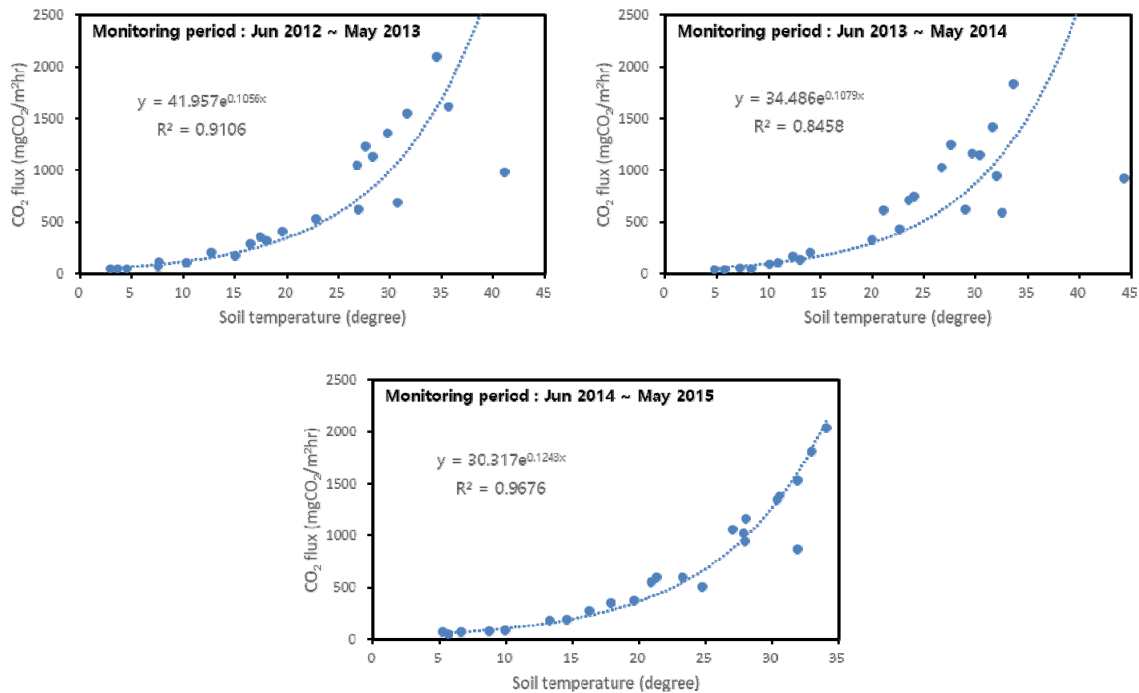 Monitoring period : Jun 2012 ~ May 2013
y = 41.957e^0.1056x
R² = 0.9106
CO₂ flux (mgCO₂/m²hr)
2500
2000
1500
1000
500
0
0 5 10 15 20 25 30 35 40 45
Soil temperature (degree)
Monitoring period : Jun 2013 ~ May 2014
y = 34.486e^0.1079x
R² = 0.8458
CO₂ flux (mgCO₂/m²hr)
2500
2000
1500
1000
500
0
0 5 10 15 20 25 30 35 40 45
Soil temperature (degree)
Monitoring period : Jun 2014 ~ May 2015
y = 30.317e^0.1243x
R² = 0.9676
CO₂ flux (mgCO₂/m²hr)
2500
2000
1500
1000
500
0
0 5 10 15 20 25 30 35
Soil temperature (degree)